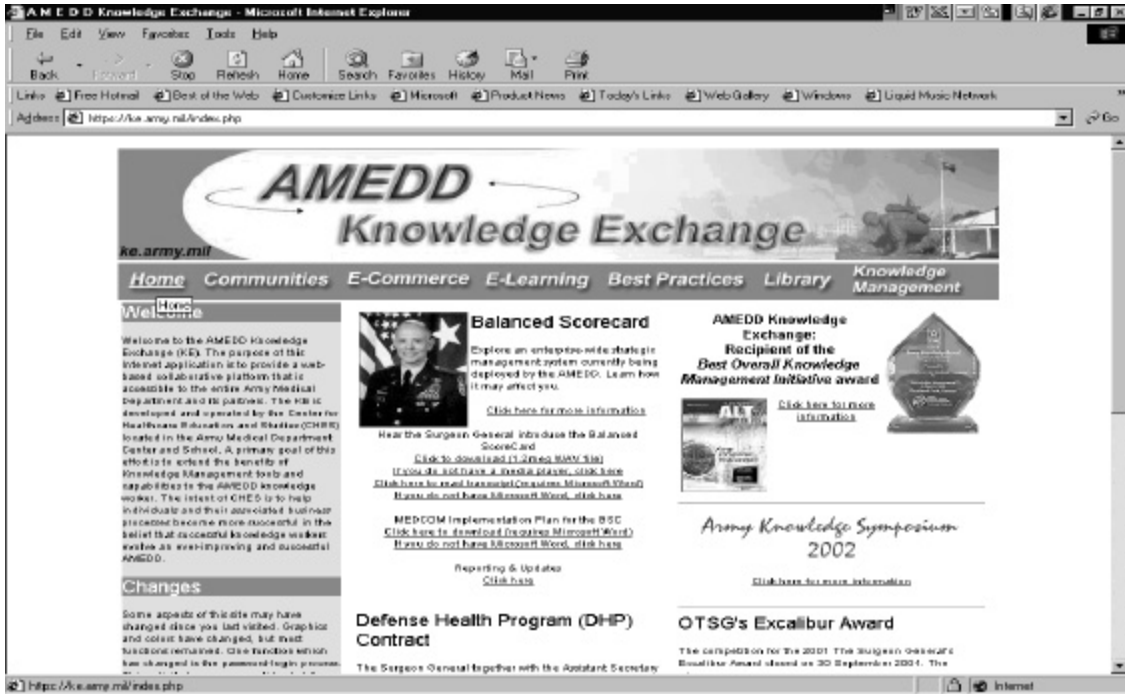 A M E D D Knowledge Exchange - Microsoft Internet Explorer
File Edit View Favorites Tools Help
Back Forward Stop Refresh Home Search Favorites History Mail Print
Links Free Hotmail Best of the Web Customize Links Microsoft Product News Today's Links Web Gallery Windows Liquid Music Network
Address https://ke.army.mil/index.php Go
AMEDD
Knowledge Exchange
ke.army.mil
Home Communities E-Commerce E-Learning Best Practices Library Knowledge Management
Home
Welcome
Welcome to the AMEDD Knowledge
Exchange (KE). The purpose of this
Internet application is to provide a web-
based collaborative platform that is
accessible to the entire Army Medical
Department and its partners. The KE is
developed and operated by the Center for
Healthcare Education and Studies (CHES)
located in the Army Medical Department
Center and School. A primary goal of this
effort is to extend the benefits of
Knowledge Management tools and
capabilities to the AMEDD knowledge
worker. The intent of CHES is to help
individuals and their associated business
processes become more successful in the
belief that successful knowledge workers
evolve an ever-improving and successful
AMEDD.
Changes
Some aspects of this site may have
changed since you last visited. Graphics
and colors have changed, but most
functions remained. One function which
has changed is the password/login process.
Balanced Scorecard
Explore an enterprise-wide strategic
management system currently being
deployed by the AMEDD. Learn how
it may affect you.
Click here for more information
Hear the Surgeon General introduce the Balanced
ScoreCard
Click to download (1.2meg WAV file)
If you do not have a media player, click here
Click here to read transcript (requires Microsoft Word)
If you do not have Microsoft Word, click here
MEDCOM Implementation Plan for the BSC
Click here to download (requires Microsoft Word)
If you do not have Microsoft Word, click here
Reporting & Updates
Click here
Defense Health Program (DHP)
Contract
The Surgeon General together with the Assistant Secretary
AMEDD Knowledge
Exchange:
Recipient of the
Best Overall Knowledge
Management Initiative award
ALT
Click here for more
information
Army Knowledge Symposium
2002
Click here for more information
OTSG's Excalibur Award
The competition for the 2001 The Surgeon General's
Excalibur Award closed on 30 September 2001. The
https://ke.army.mil/index.php Internet